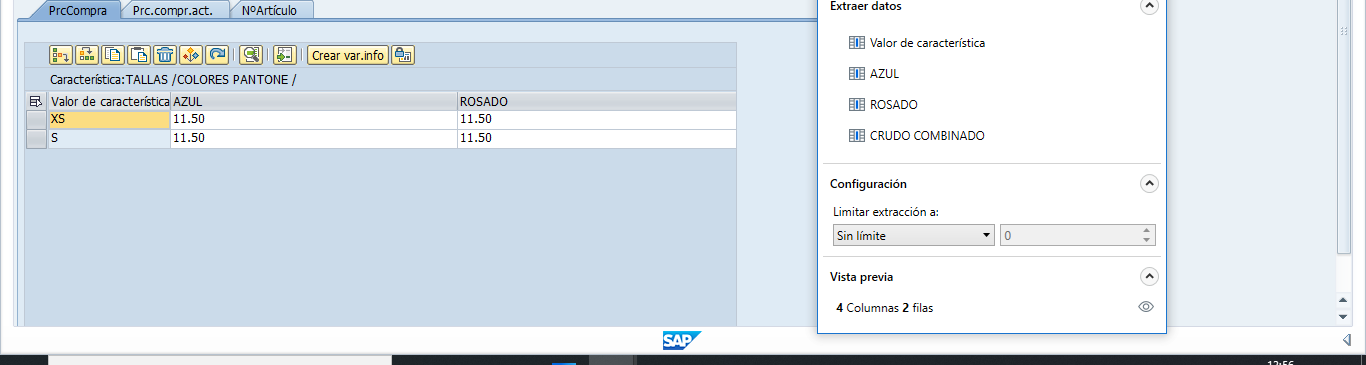 PrcCompra Prc.compr.act. NºArtículo
Crear var.info
Característica:TALLAS /COLORES PANTONE /
Valor de característica AZUL ROSADO
XS 11.50 11.50
S 11.50 11.50
SAP
Extraer datos
Valor de característica
AZUL
ROSADO
CRUDO COMBINADO
Configuración
Limitar extracción a:
Sin límite 0
Vista previa
4 Columnas 2 filas